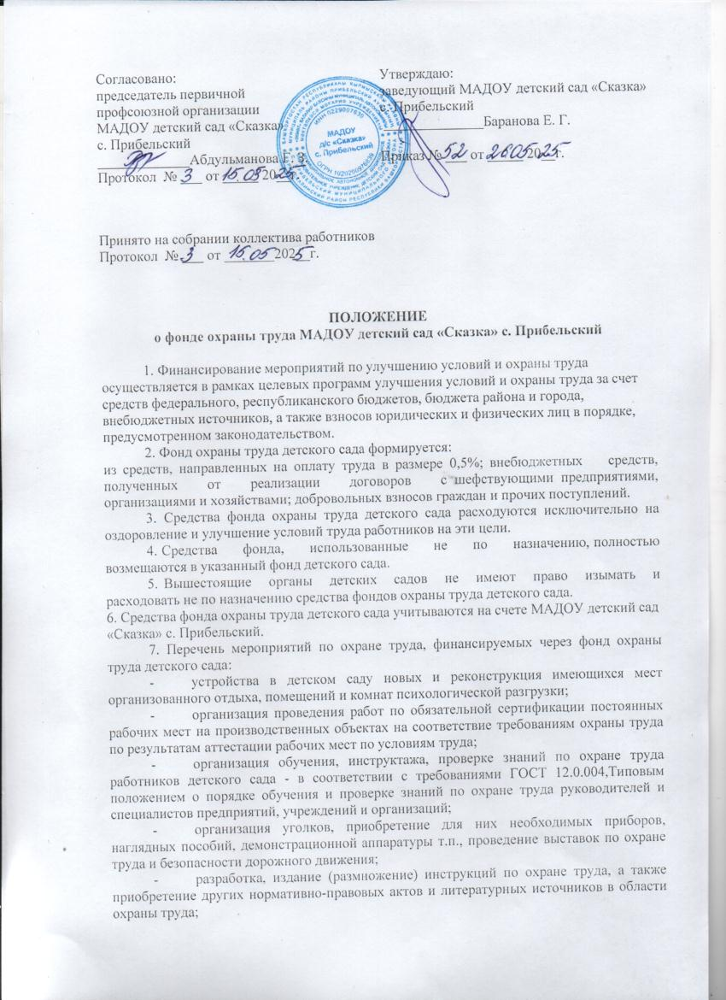 Согласовано:
председатель первичной
профсоюзной организации
МАДОУ детский сад «Сказка»
с. Прибельский
_____________Абдульманова Г. З.
Протокол № 3 от 15.05 2025 г.
Утверждаю:
заведующий МАДОУ детский сад «Сказка»
с. Прибельский
_______________Баранова Е. Г.
Приказ № 52 от 26 05 2025 г.
ИНН 0229007630
МАДОУ
д/с «Сказка»
с. Прибельский
Принято на собрании коллектива работников
Протокол № 3 от 15.05 2025 г.
ПОЛОЖЕНИЕ
о фонде охраны труда МАДОУ детский сад «Сказка» с. Прибельский
1. Финансирование мероприятий по улучшению условий и охраны труда
осуществляется в рамках целевых программ улучшения условий и охраны труда за счет
средств федерального, республиканского бюджетов, бюджета района и города,
внебюджетных источников, а также взносов юридических и физических лиц в порядке,
предусмотренном законодательством.
2. Фонд охраны труда детского сада формируется:
из средств, направленных на оплату труда в размере 0,5%; внебюджетных средств,
полученных от реализации договоров с шефствующими предприятиями,
организациями и хозяйствами; добровольных взносов граждан и прочих поступлений.
3. Средства фонда охраны труда детского сада расходуются исключительно на
оздоровление и улучшение условий труда работников на эти цели.
4. Средства фонда, использованные не по назначению, полностью
возмещаются в указанный фонд детского сада.
5. Вышестоящие органы детских садов не имеют право изымать и
расходовать не по назначению средства фондов охраны труда детского сада.
6. Средства фонда охраны труда детского сада учитываются на счете МАДОУ детский сад
«Сказка» с. Прибельский.
7. Перечень мероприятий по охране труда, финансируемых через фонд охраны
труда детского сада:
- устройства в детском саду новых и реконструкция имеющихся мест
организованного отдыха, помещений и комнат психологической разгрузки;
- организация проведения работ по обязательной сертификации постоянных
рабочих мест на производственных объектах на соответствие требованиям охраны труда
по результатам аттестации рабочих мест по условиям труда;
- организация обучения, инструктажа, проверке знаний по охране труда
работников детского сада - в соответствии с требованиями ГОСТ 12.0.004,Типовым
положением о порядке обучения и проверке знаний по охране труда руководителей и
специалистов предприятий, учреждений и организаций;
- организация уголков, приобретение для них необходимых приборов,
наглядных пособий, демонстрационной аппаратуры т.п., проведение выставок по охране
труда и безопасности дорожного движения;
- разработка, издание (размножение) инструкций по охране труда, а также
приобретение других нормативно-правовых актов и литературных источников в области
охраны труда;